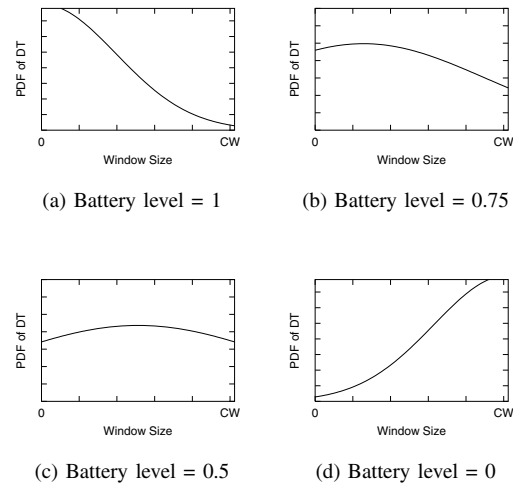 PDF of DT
0
CW
Window Size
(a) Battery level = 1
PDF of DT
0
CW
Window Size
(b) Battery level = 0.75
PDF of DT
0
CW
Window Size
(c) Battery level = 0.5
PDF of DT
0
CW
Window Size
(d) Battery level = 0